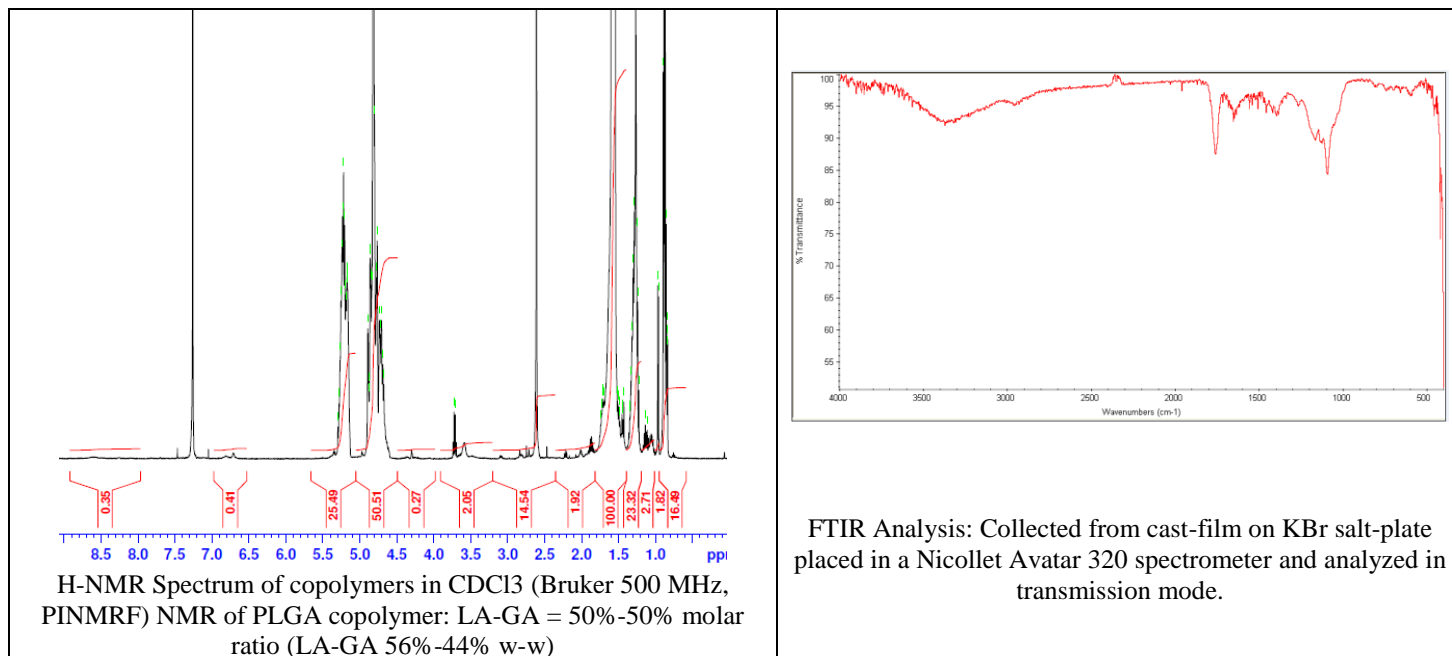 0.35
0.41
25.49
50.51
0.27
2.05
14.54
1.92
100.00
23.32
2.71
1.82
16.49
8.5 8.0 7.5 7.0 6.5 6.0 5.5 5.0 4.5 4.0 3.5 3.0 2.5 2.0 1.5 1.0 ppm
H-NMR Spectrum of copolymers in CDCl3 (Bruker 500 MHz,
PINMRF) NMR of PLGA copolymer: LA-GA = 50%-50% molar
ratio (LA-GA 56%-44% w-w)
100
95
90
85
80
75
70
65
60
55
% Transmittance
4000 3500 3000 2500 2000 1500 1000 500
Wavenumbers (cm-1)
FTIR Analysis: Collected from cast-film on KBr salt-plate
placed in a Nicollet Avatar 320 spectrometer and analyzed in
transmission mode.